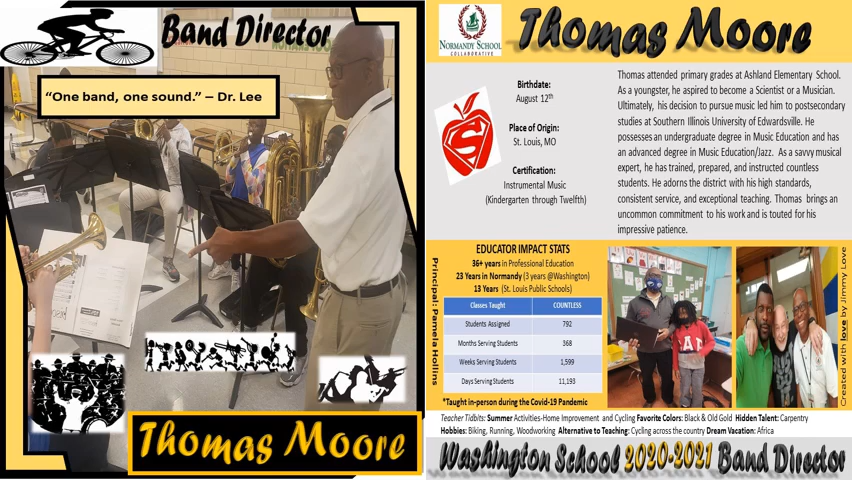 Band Director
“One band, one sound.” – Dr. Lee
Thomas Moore
NORMANDY SCHOOLS
COLLABORATIVE
Thomas Moore
Birthdate:
August 12th
Place of Origin:
St. Louis, MO
Certification:
Instrumental Music
(Kindergarten through Twelfth)
Thomas attended primary grades at Ashland Elementary School.
As a youngster, he aspired to become a Scientist or a Musician.
Ultimately, his decision to pursue music led him to postsecondary
studies at Southern Illinois University of Edwardsville. He
possesses an undergraduate degree in Music Education and has
an advanced degree in Music Education/Jazz. As a savvy musical
expert, he has trained, prepared, and instructed countless
students. He adorns the district with his high standards,
consistent service, and exceptional teaching. Thomas brings an
uncommon commitment to his work and is touted for his
impressive patience.
Principal: Pamela Hollins
EDUCATOR IMPACT STATS
36+ years in Professional Education
23 Years in Normandy (3 years @Washington)
13 Years (St. Louis Public Schools)
Classes Taught COUNTLESS
Students Assigned 792
Months Serving Students 368
Weeks Serving Students 1,599
Days Serving Students 11,193
*Taught in-person during the Covid-19 Pandemic
Created with love by Jimmy Love
Teacher Tidbits: Summer Activities-Home Improvement and Cycling Favorite Colors: Black & Old Gold Hidden Talent: Carpentry
Hobbies: Biking, Running, Woodworking Alternative to Teaching: Cycling across the country Dream Vacation: Africa
Washington School 2020-2021 Band Director